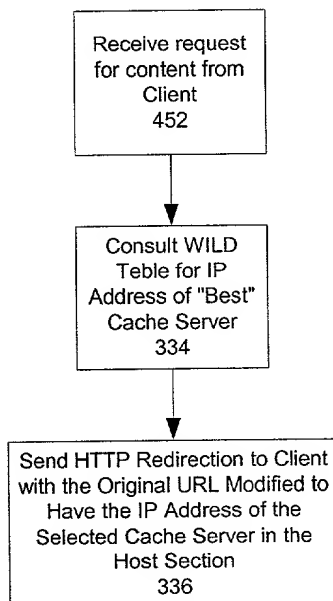 Receive request
for content from
Client
452
Consult WILD
Teble for IP
Address of "Best"
Cache Server
334
Send HTTP Redirection to Client
with the Original URL Modified to
Have the IP Address of the
Selected Cache Server in the
Host Section
336